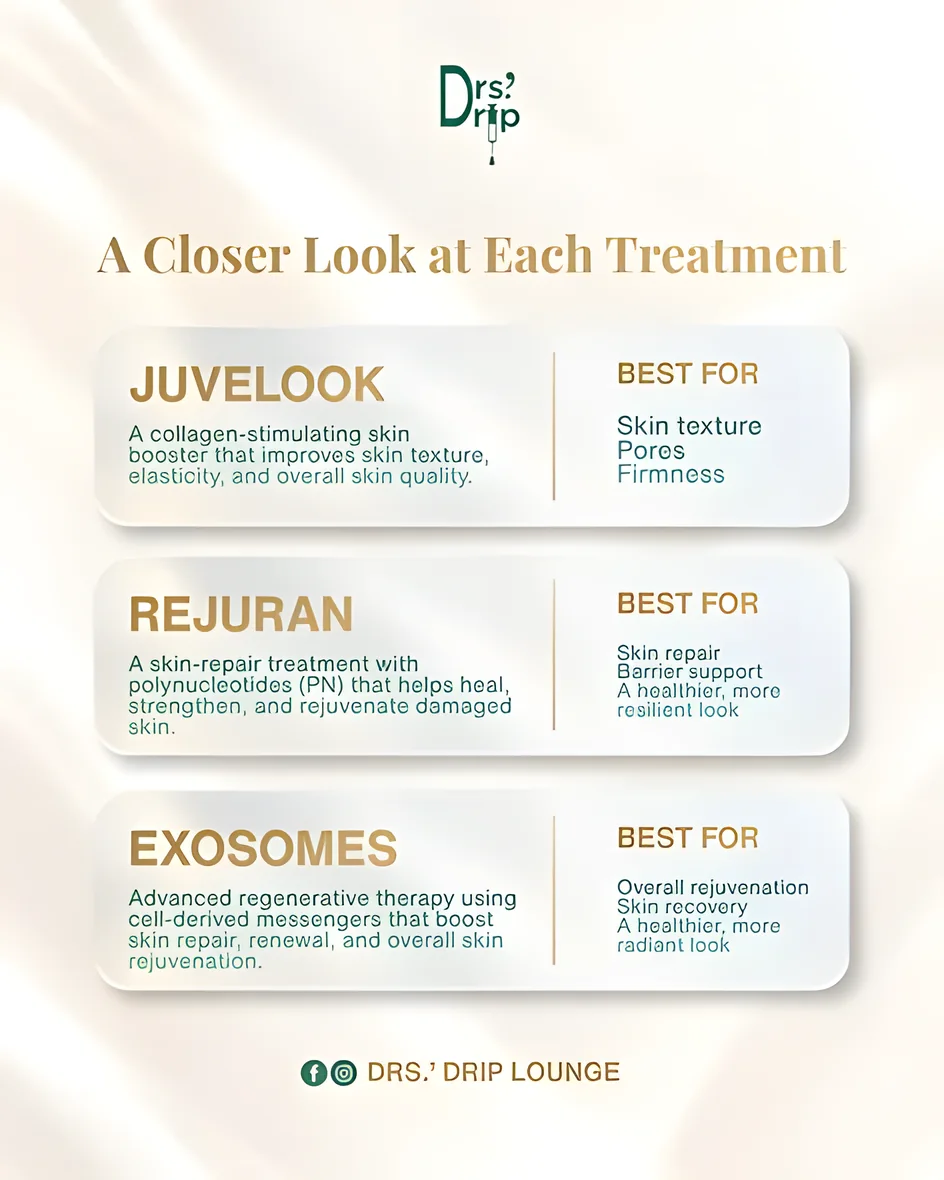 Drs.’
Drip
A Closer Look at Each Treatment
JUVELOOK
A collagen-stimulating skin
booster that improves skin texture,
elasticity, and overall skin quality.
BEST FOR
Skin texture
Pores
Firmness
REJURAN
A skin-repair treatment with
polynucleotides (PN) that helps heal,
strengthen, and rejuvenate damaged
skin.
BEST FOR
Skin repair
Barrier support
A healthier, more
resilient look
EXOSOMES
Advanced regenerative therapy using
cell-derived messengers that boost
skin repair, renewal, and overall skin
rejuvenation.
BEST FOR
Overall rejuvenation
Skin recovery
A healthier, more
radiant look
DRS.’ DRIP LOUNGE